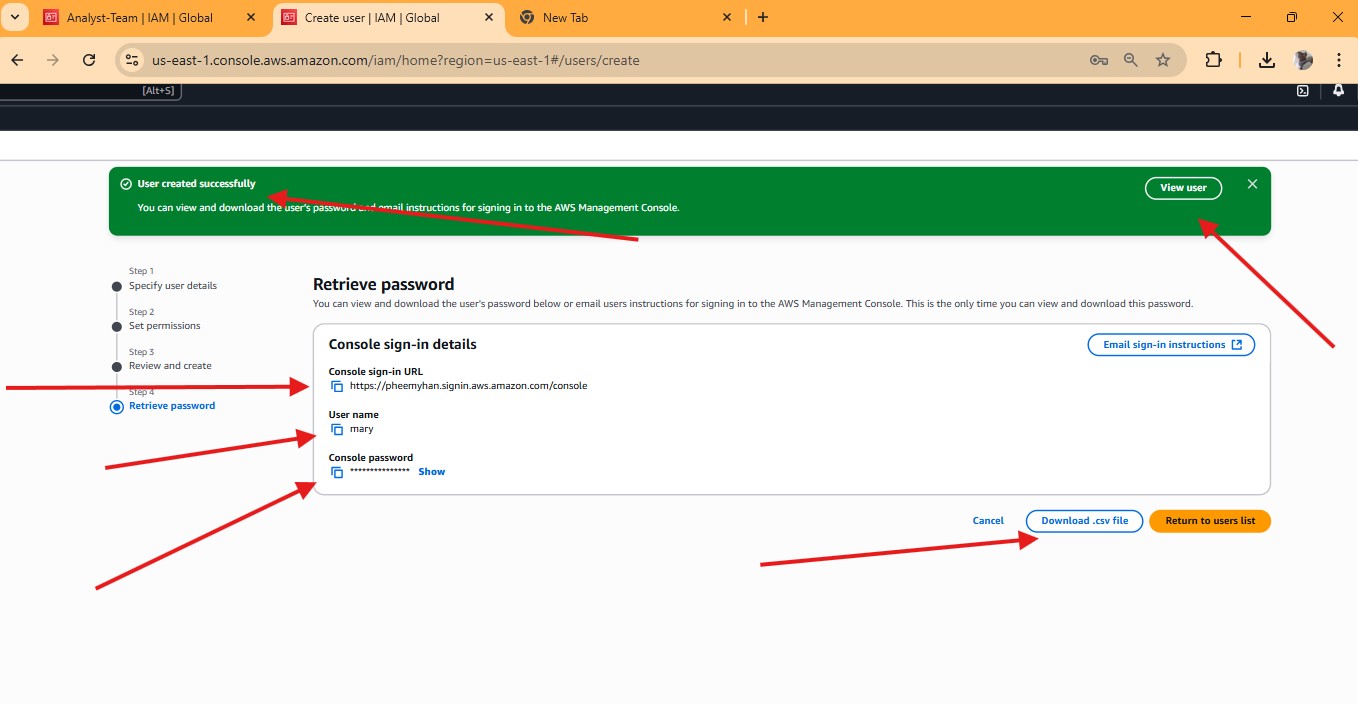 Analyst-Team | IAM | Global
Create user | IAM | Global
New Tab
us-east-1.console.aws.amazon.com/iam/home?region=us-east-1#/users/create
[Alt+S]
User created successfully
You can view and download the user's password and email instructions for signing in to the AWS Management Console.
View user
Step 1
Specify user details
Step 2
Set permissions
Step 3
Review and create
Step 4
Retrieve password
Retrieve password
You can view and download the user's password below or email users instructions for signing in to the AWS Management Console. This is the only time you can view and download this password.
Console sign-in details
Email sign-in instructions
Console sign-in URL
https://pheemyhan.signin.aws.amazon.com/console
User name
mary
Console password
*************** Show
Cancel
Download .csv file
Return to users list